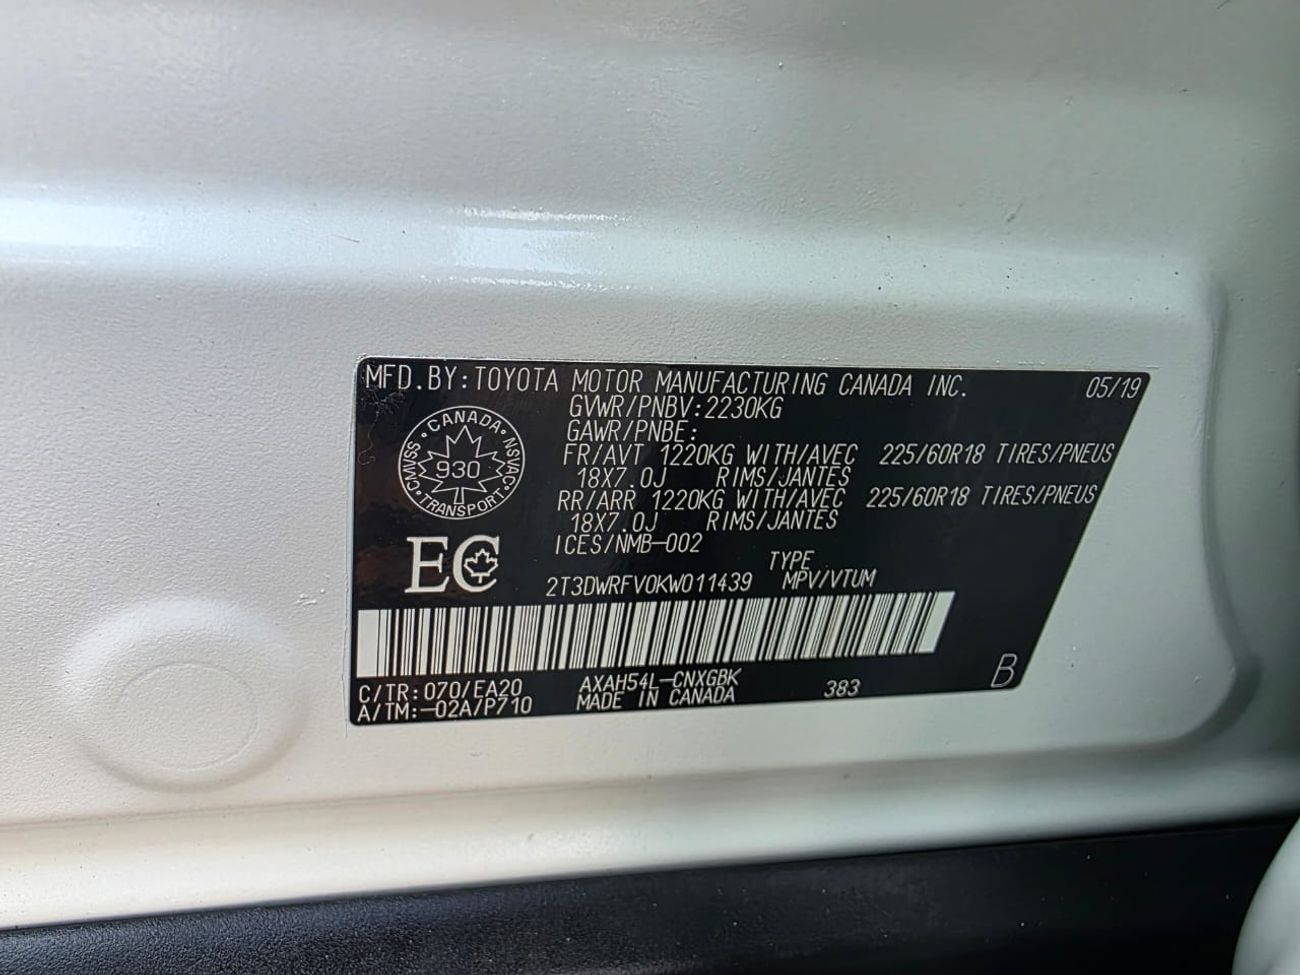 MFD.BY:TOYOTA MOTOR MANUFACTURING CANADA INC. 05/19
GVWR/PNBV:2230KG
GAWR/PNBE:
FR/AVT 1220KG WITH/AVEC 225/60R18 TIRES/PNEUS
18X7.0J RIMS/JANTES
RR/ARR 1220KG WITH/AVEC 225/60R18 TIRES/PNEUS
18X7.0J RIMS/JANTES
ICES/NMB-002
CANADA
CMVSS 930 NSVAC
TRANSPORT
EC
TYPE
2T3DWRFV0KW011439 MPV/VTUM
C/TR:070/EA20 AXAH54L-CNXGBK 383 B
A/TM:-02A/P710 MADE IN CANADA